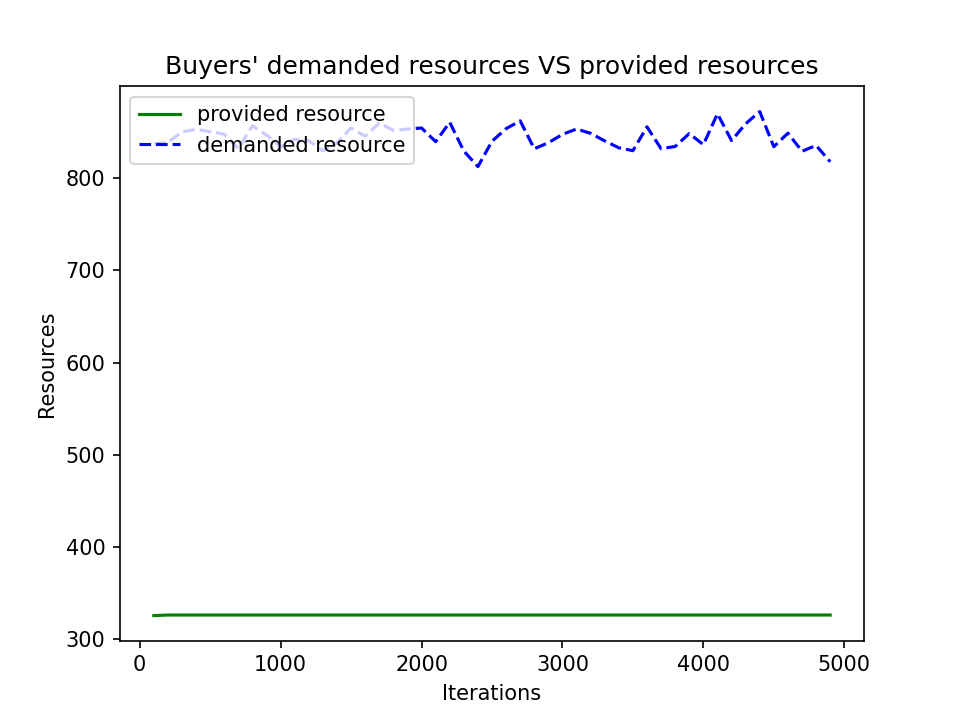 Buyers' demanded resources VS provided resources
provided resource
demanded resource
800
700
600
500
400
300
Resources
0 1000 2000 3000 4000 5000
Iterations